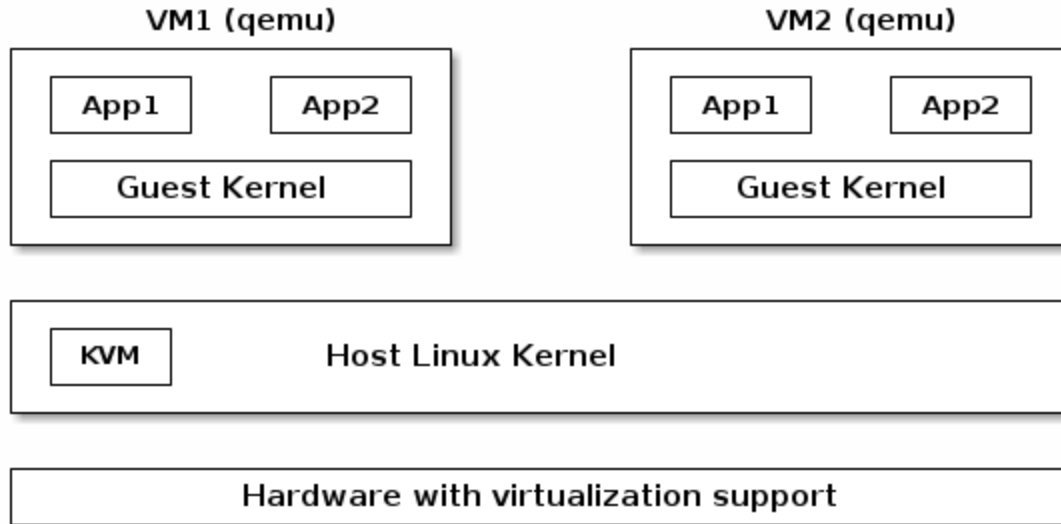 VM1 (qemu)
VM2 (qemu)
App1
App2
App1
App2
Guest Kernel
Guest Kernel
KVM
Host Linux Kernel
Hardware with virtualization support